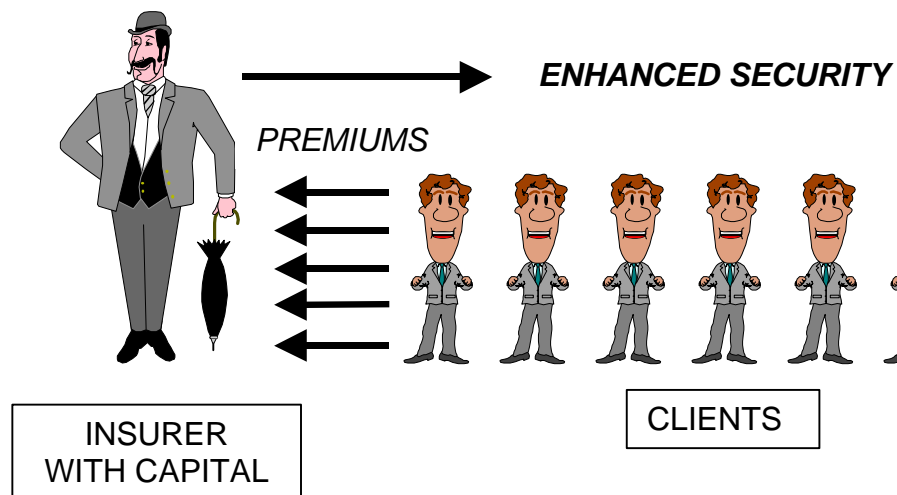 ENHANCED SECURITY
PREMIUMS
INSURER
WITH CAPITAL
CLIENTS